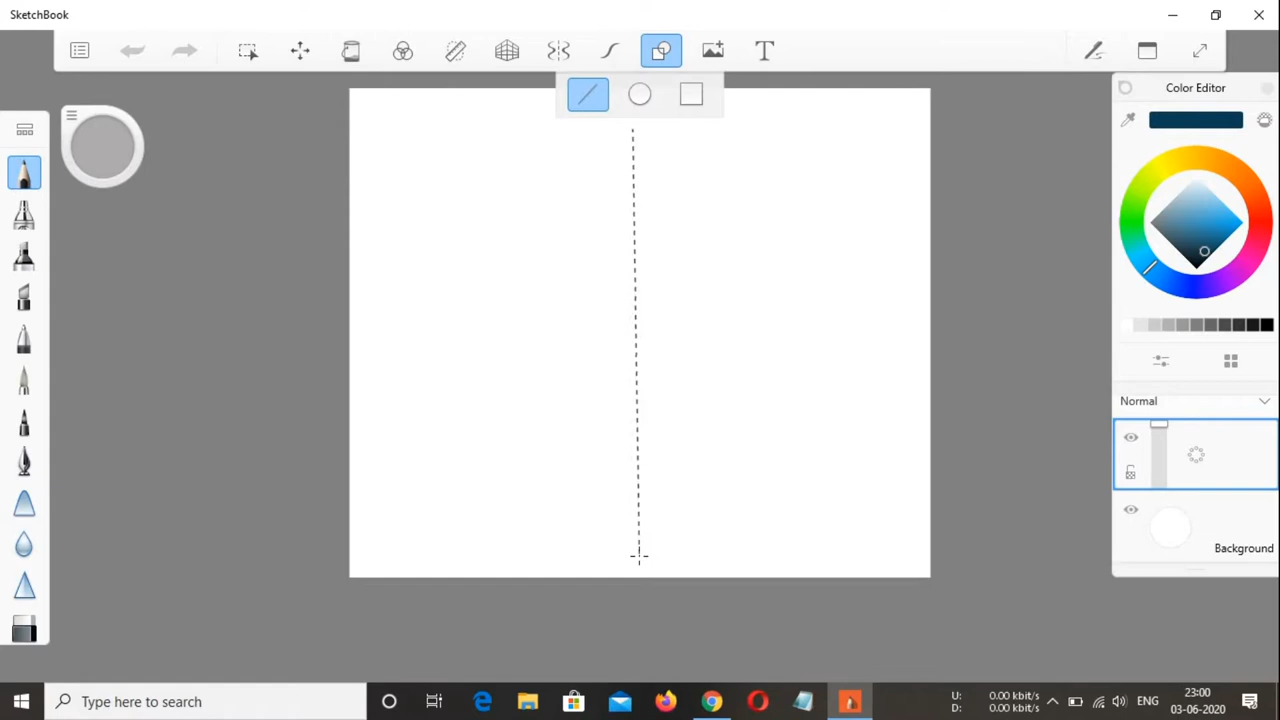 SketchBook
Color Editor
Normal
Background
Type here to search
U: 0.00 kbit/s
D: 0.00 kbit/s
ENG
23:00
03-06-2020